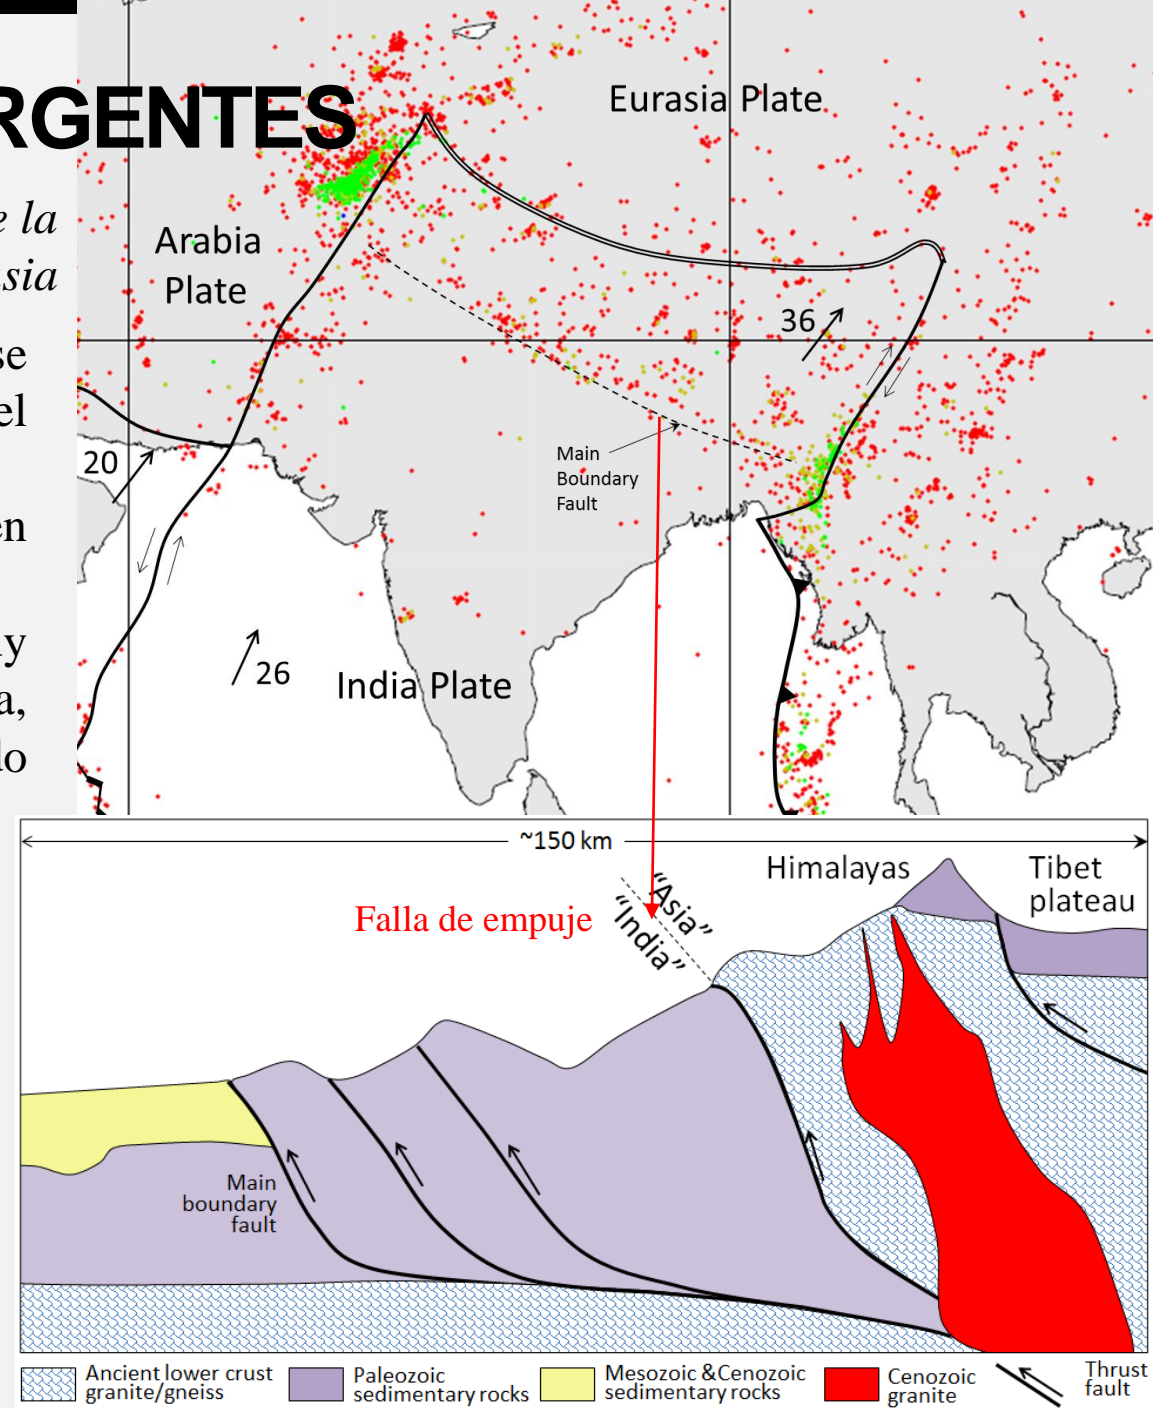 RGENTES
e la
sia
se
el
en
y
a,
do
Eurasia Plate
Arabia
Plate
36
20
Main
Boundary
Fault
26
India Plate
~150 km
Himalayas
Tibet
plateau
"Asia"
"India"
Falla de empuje
Main
boundary
fault
Ancient lower crust
granite/gneiss
Paleozoic
sedimentary rocks
Mesozoic &Cenozoic
sedimentary rocks
Cenozoic
granite
Thrust
fault